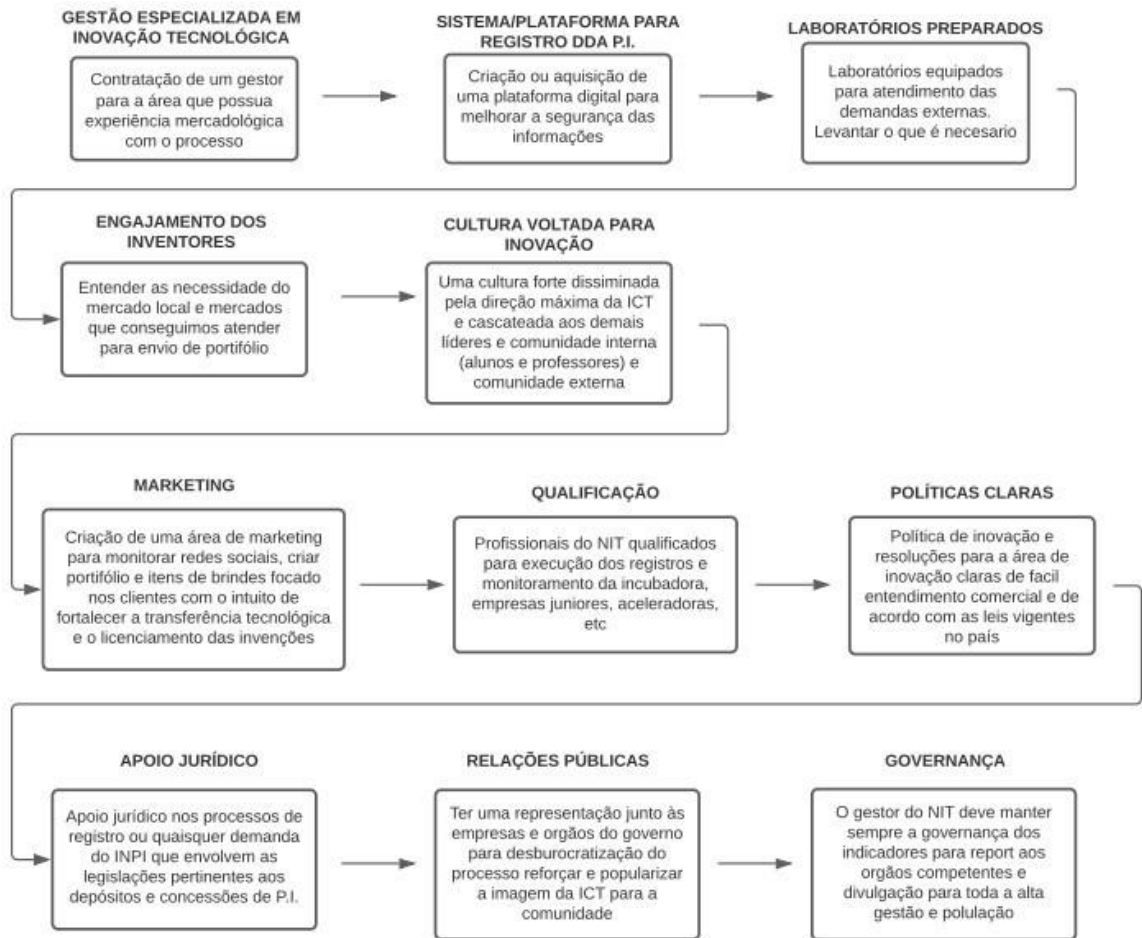 GESTÃO ESPECIALIZADA EM
INOVAÇÃO TECNOLÓGICA
Contratação de um gestor
para a área que possua
experiência mercadológica
com o processo
SISTEMA/PLATAFORMA PARA
REGISTRO DDA P.I.
Criação ou aquisição de
uma plataforma digital para
melhorar a segurança das
informações
LABORATÓRIOS PREPARADOS
Laboratórios equipados
para atendimento das
demandas externas.
Levantar o que é necesario
ENGAJAMENTO DOS
INVENTORES
Entender as necessidade do
mercado local e mercados
que conseguimos atender
para envio de portifólio
CULTURA VOLTADA PARA
INOVAÇÃO
Uma cultura forte dissiminada
pela direção máxima da ICT
e cascateada aos demais
líderes e comunidade interna
(alunos e professores) e
comunidade externa
MARKETING
Criação de uma área de marketing
para monitorar redes sociais, criar
portifólio e itens de brindes focado
nos clientes com o intuito de
fortalecer a transferência tecnológica
e o licenciamento das invenções
QUALIFICAÇÃO
Profissionais do NIT qualificados
para execução dos registros e
monitoramento da incubadora,
empresas juniores, aceleradoras,
etc
POLÍTICAS CLARAS
Política de inovação e
resoluções para a área de
inovação claras de facil
entendimento comercial e de
acordo com as leis vigentes
no país
APOIO JURÍDICO
Apoio jurídico nos processos de
registro ou quaisquer demanda
do INPI que envolvem as
legislações pertinentes aos
depósitos e concessões de P.I.
RELAÇÕES PÚBLICAS
Ter uma representação junto às
empresas e orgãos do governo
para desburocratização do
processo reforçar e popularizar
a imagem da ICT para a
comunidade
GOVERNANÇA
O gestor do NIT deve manter
sempre a governança dos
indicadores para report aos
orgãos competentes e
divulgação para toda a alta
gestão e polulação